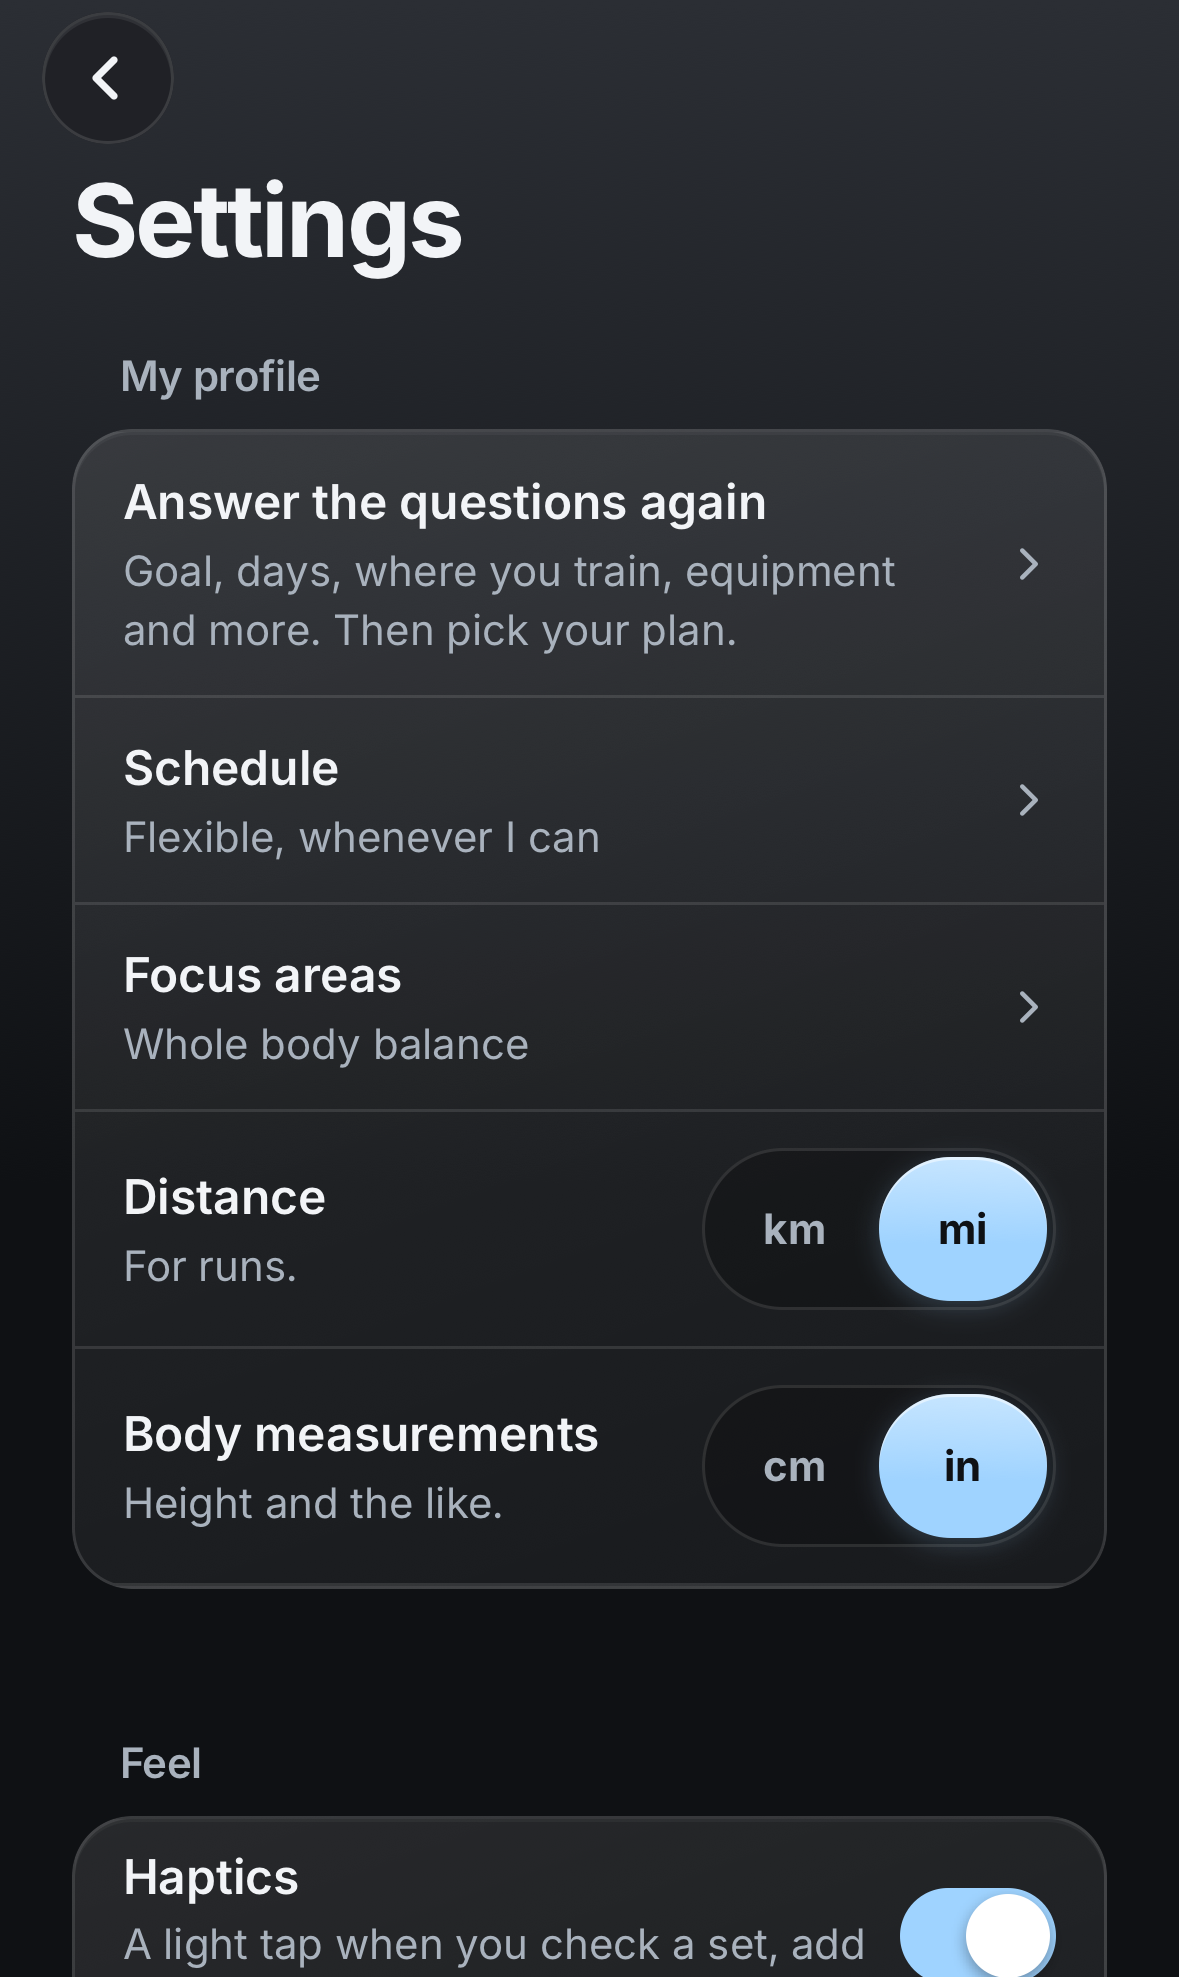 Settings
My profile
Answer the questions again
Goal, days, where you train, equipment
and more. Then pick your plan.
Schedule
Flexible, whenever I can
Focus areas
Whole body balance
Distance
For runs.
km
mi
Body measurements
Height and the like.
cm
in
Feel
Haptics
A light tap when you check a set, add